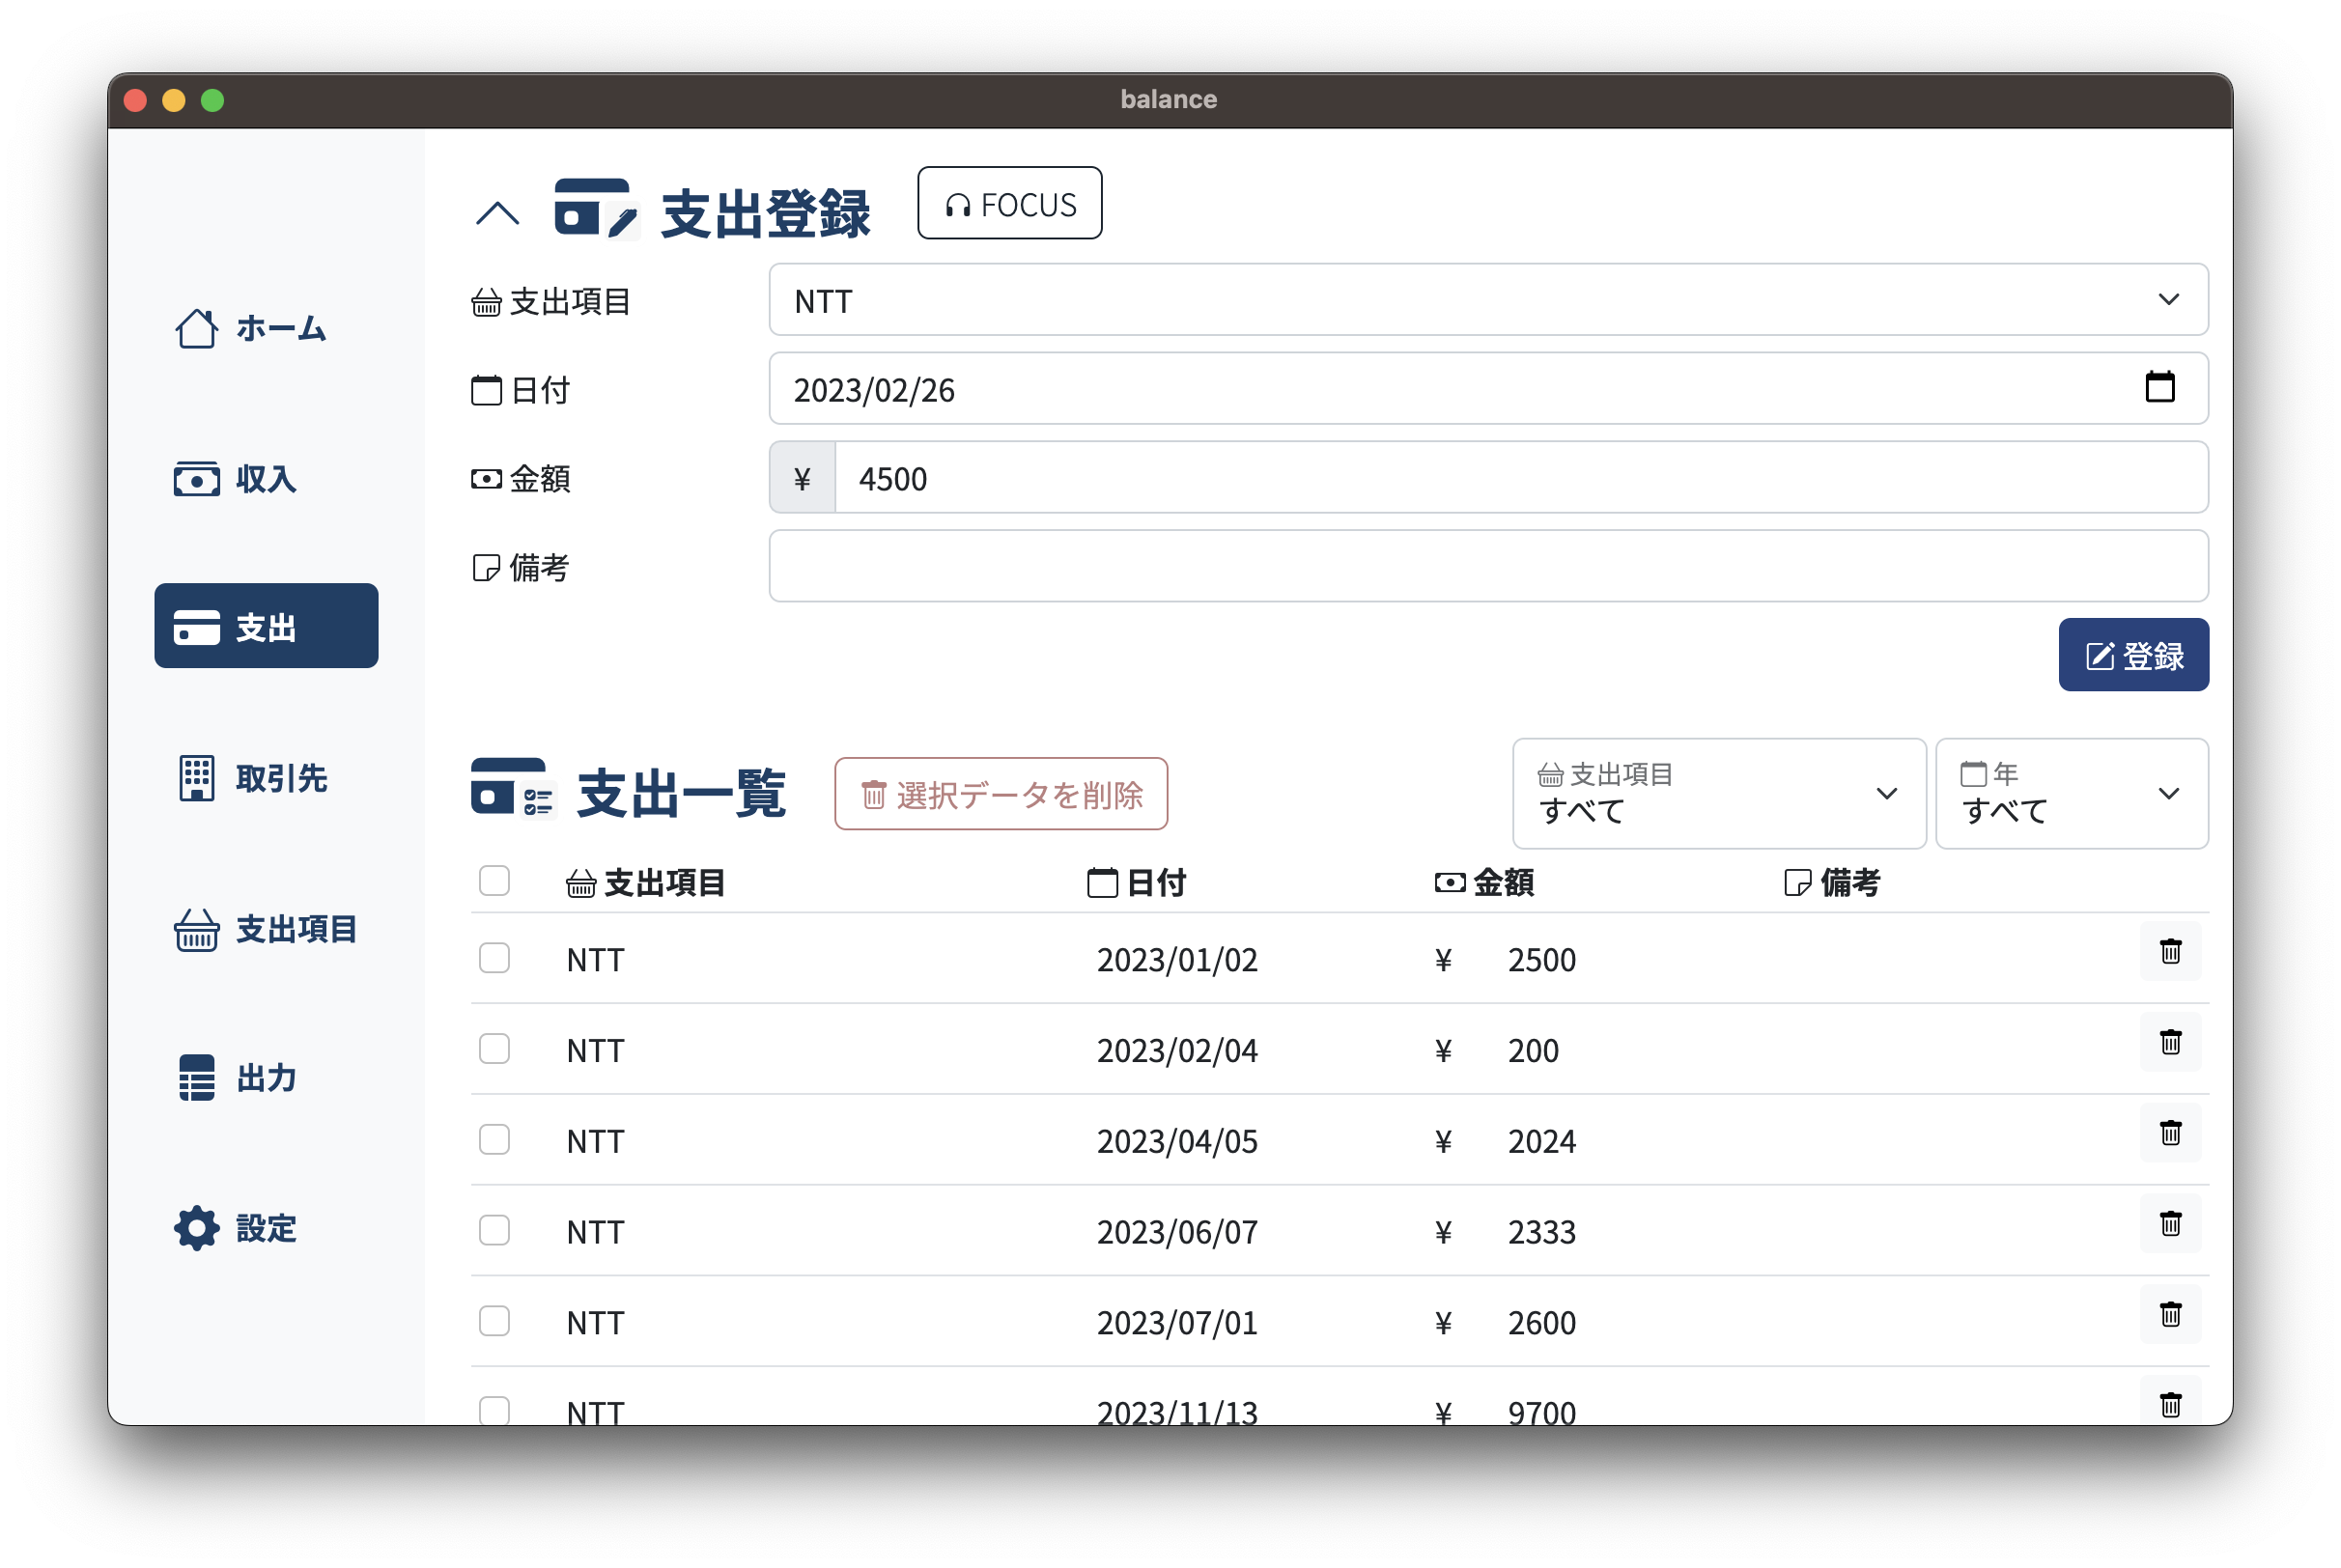 balance
ホーム
収入
支出
取引先
支出項目
出力
設定
支出登録
FOCUS
支出項目
NTT
日付
2023/02/26
金額
¥ 4500
備考
登録
支出一覧
選択データを削除
支出項目
すべて
年
すべて
支出項目 日付 金額 備考
NTT 2023/01/02 ¥ 2500
NTT 2023/02/04 ¥ 200
NTT 2023/04/05 ¥ 2024
NTT 2023/06/07 ¥ 2333
NTT 2023/07/01 ¥ 2600
NTT 2023/11/13 ¥ 9700